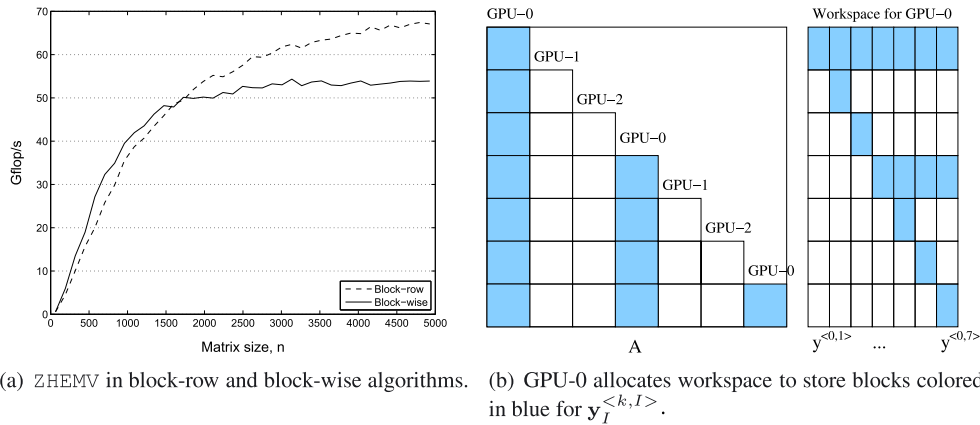 70
60
50
40
30
20
10
0
Gflop/s
0 500 1000 1500 2000 2500 3000 3500 4000 4500 5000
Matrix size, n
Block−row
Block−wise
GPU−0
GPU−1
GPU−2
GPU−0
GPU−1
GPU−2
GPU−0
A
Workspace for GPU−0
y<0,1> ... y<0,7>
(a) ZHEMV in block-row and block-wise algorithms.
(b) GPU-0 allocates workspace to store blocks colored
in blue for y_I^<k,I>.